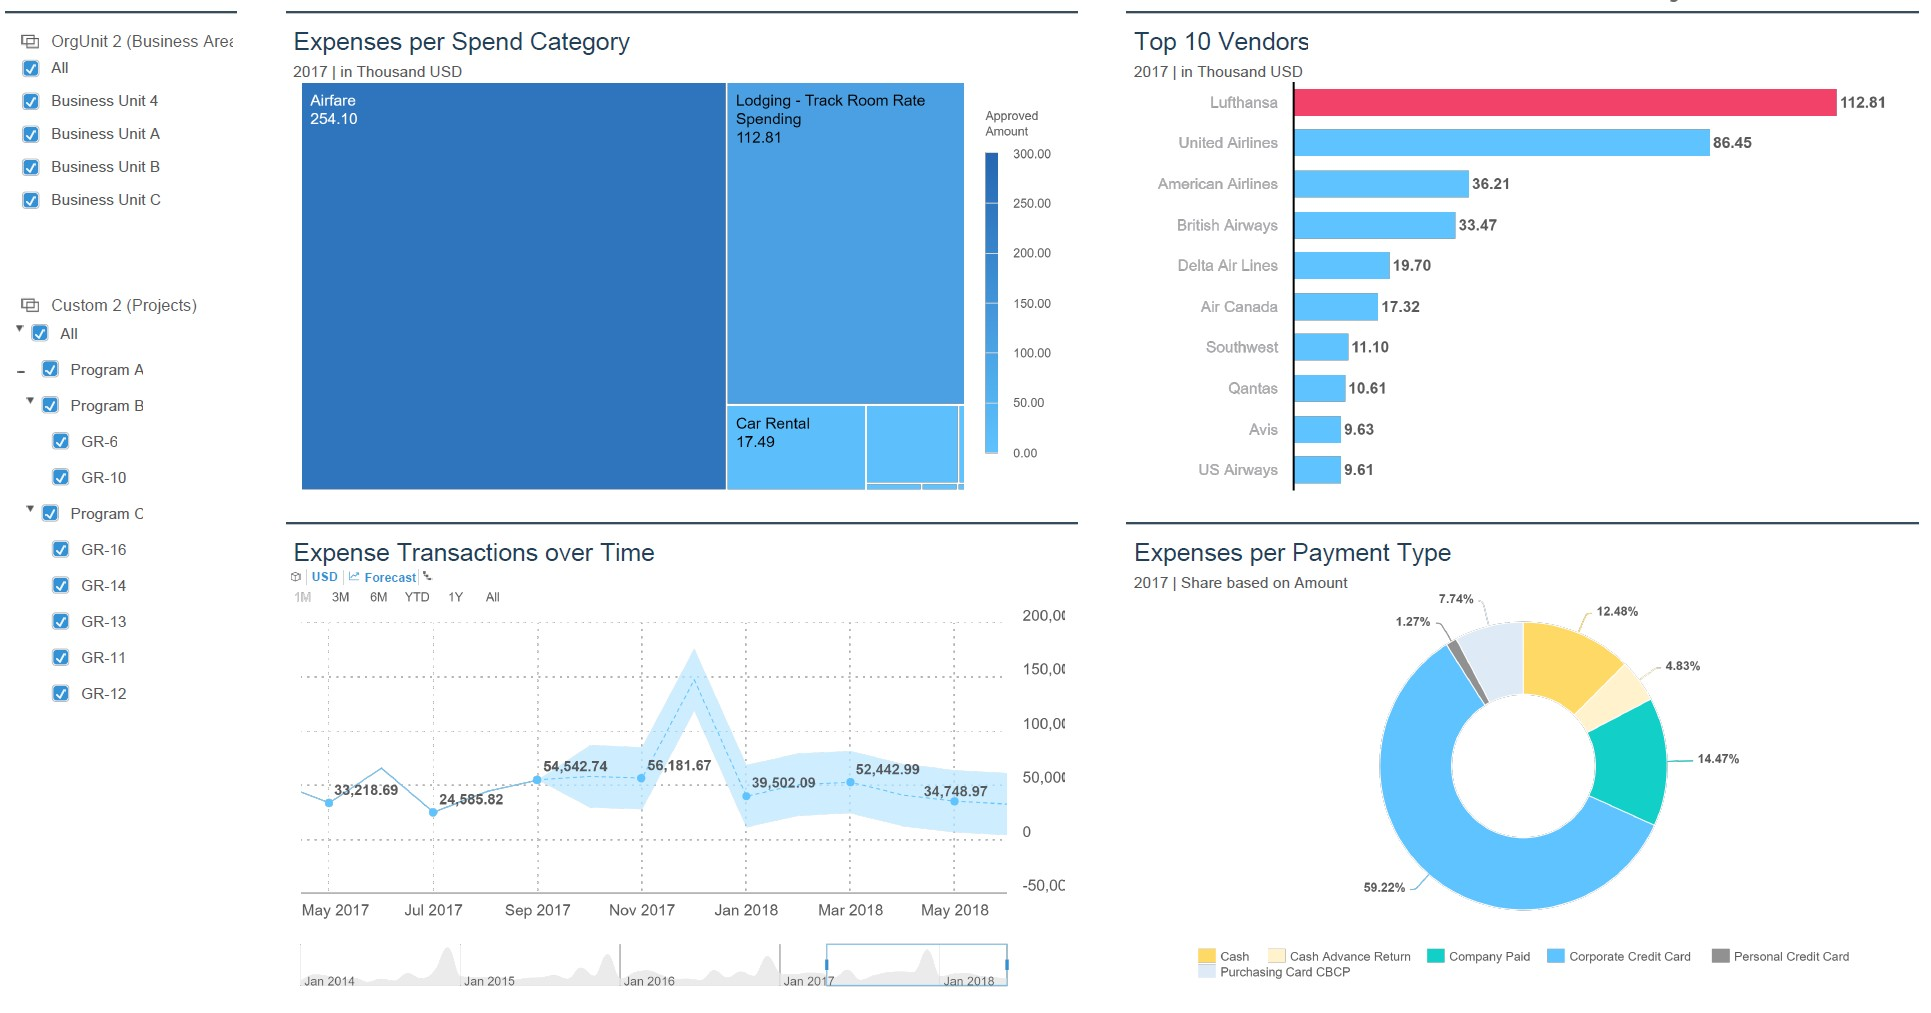 OrgUnit 2 (Business Area
All
Business Unit 4
Business Unit A
Business Unit B
Business Unit C
Custom 2 (Projects)
All
Program A
Program B
GR-6
GR-10
Program C
GR-16
GR-14
GR-13
GR-11
GR-12
Expenses per Spend Category
2017 | in Thousand USD
Airfare
254.10
Lodging - Track Room Rate
Spending
112.81
Car Rental
17.49
Approved
Amount
300.00
250.00
200.00
150.00
100.00
50.00
0.00
Top 10 Vendors
2017 | in Thousand USD
Lufthansa 112.81
United Airlines 86.45
American Airlines 36.21
British Airways 33.47
Delta Air Lines 19.70
Air Canada 17.32
Southwest 11.10
Qantas 10.61
Avis 9.63
US Airways 9.61
Expense Transactions over Time
USD | Forecast
1M 3M 6M YTD 1Y All
200,00
150,00
100,00
50,000
0
-50,00
33,218.69
24,585.82
54,542.74
56,181.67
39,502.09
52,442.99
34,748.97
May 2017 Jul 2017 Sep 2017 Nov 2017 Jan 2018 Mar 2018 May 2018
Jan 2014 Jan 2015 Jan 2016 Jan 2017 Jan 2018
Expenses per Payment Type
2017 | Share based on Amount
7.74%
12.48%
1.27%
4.83%
14.47%
59.22%
Cash Cash Advance Return Company Paid Corporate Credit Card Personal Credit Card
Purchasing Card CBCP